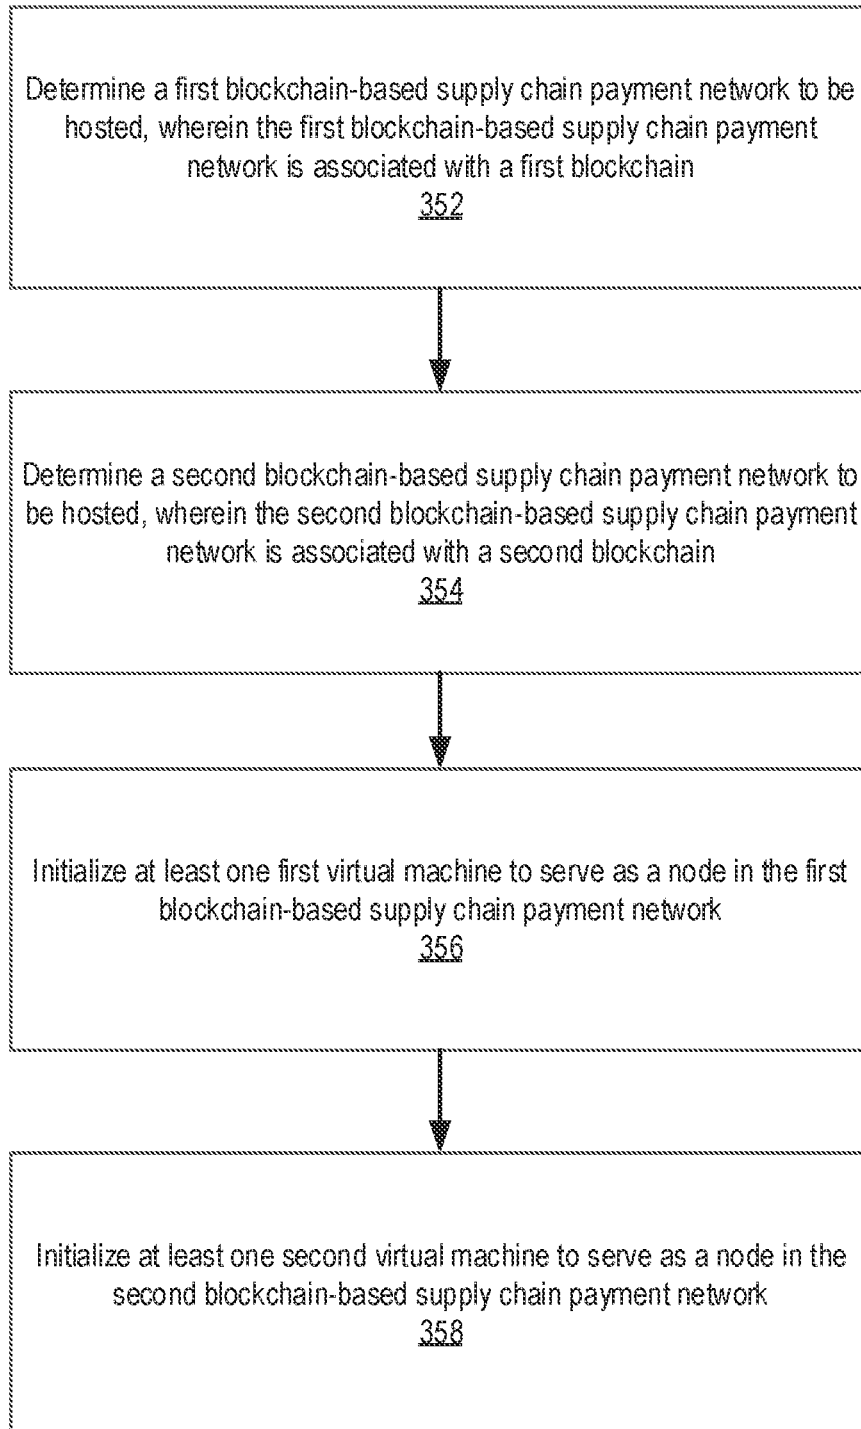 Determine a first blockchain-based supply chain payment network to be
hosted, wherein the first blockchain-based supply chain payment
network is associated with a first blockchain
352
Determine a second blockchain-based supply chain payment network to
be hosted, wherein the second blockchain-based supply chain payment
network is associated with a second blockchain
354
Initialize at least one first virtual machine to serve as a node in the first
blockchain-based supply chain payment network
356
Initialize at least one second virtual machine to serve as a node in the
second blockchain-based supply chain payment network
358